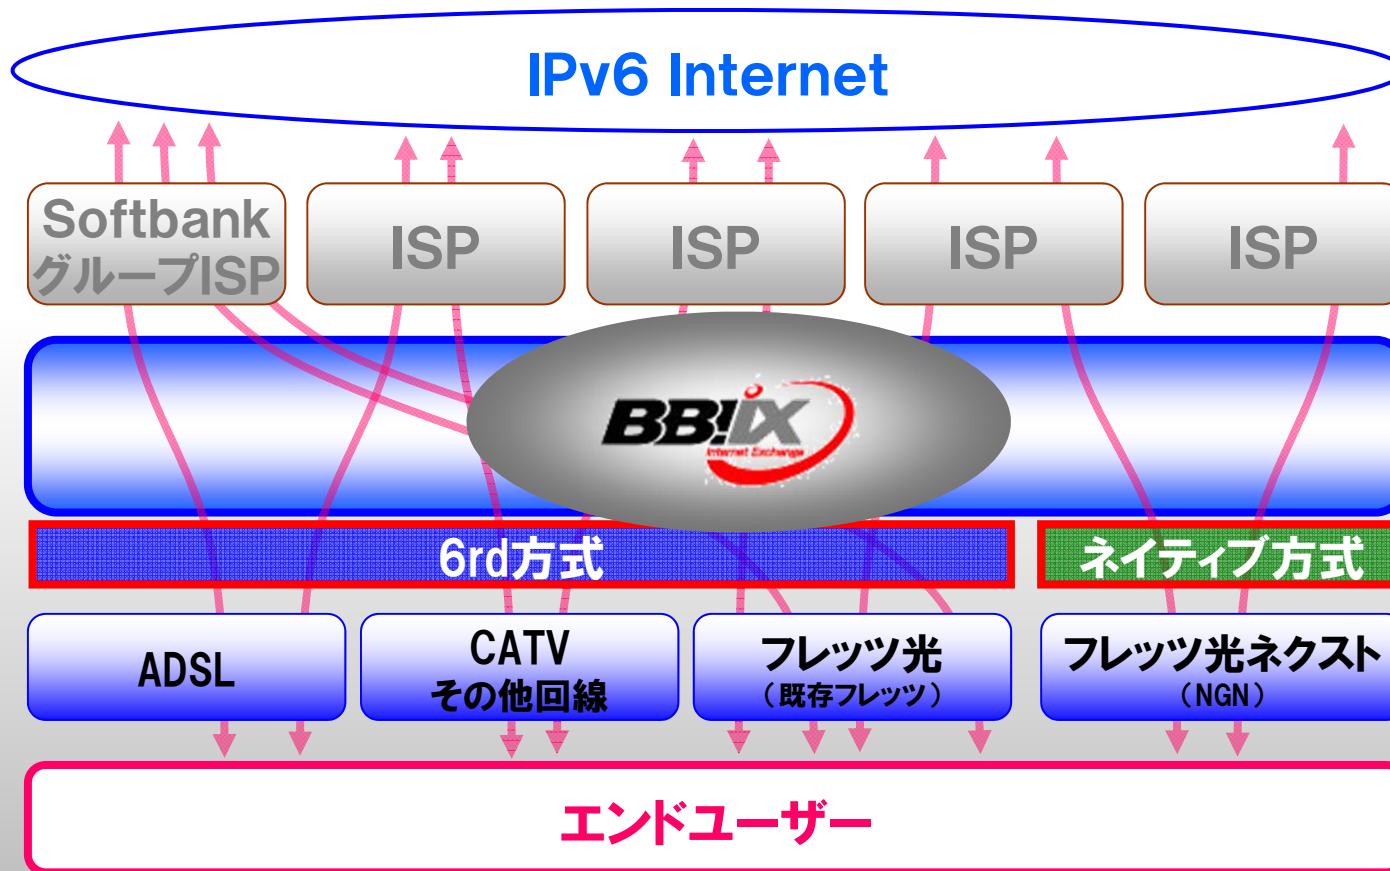 IPv6 Internet
Softbank
グループISP
ISP
ISP
ISP
ISP
BB!iX
Internet Exchange
6rd方式
ネイティブ方式
ADSL
CATV
その他回線
フレッツ光
（既存フレッツ）
フレッツ光ネクスト
（NGN）
エンドユーザー